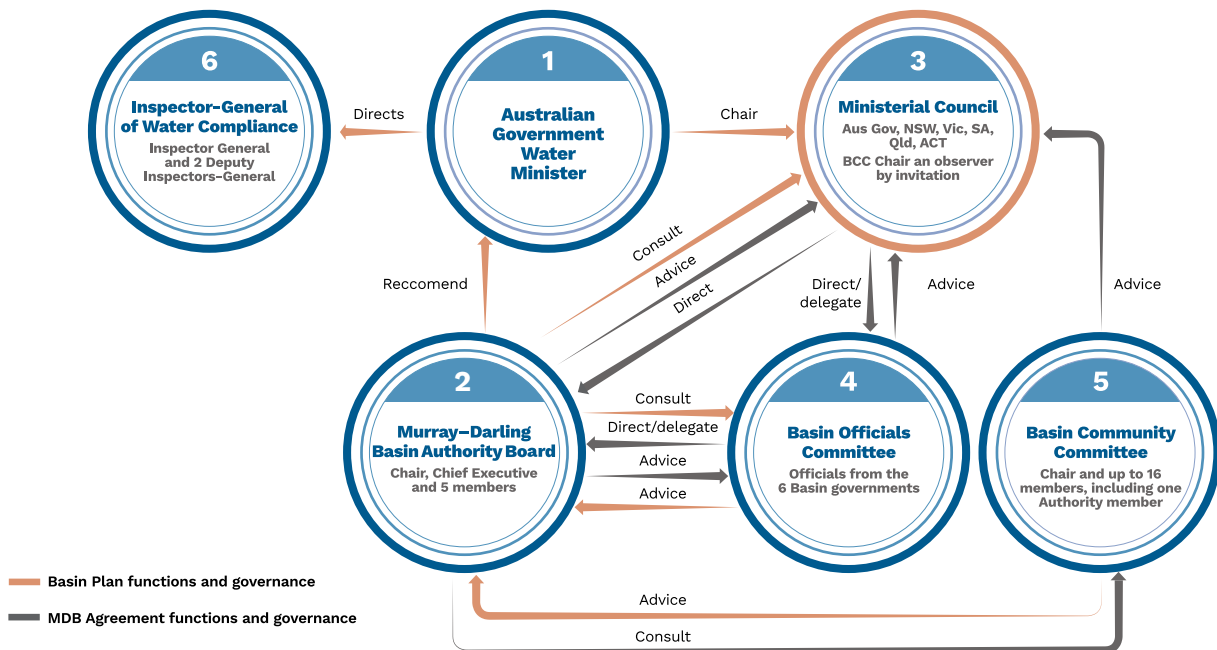 6
Inspector-General
of Water Compliance
Inspector General
and 2 Deputy
Inspectors-General
Directs
1
Australian
Government
Water
Minister
Chair
3
Ministerial Council
Aus Gov, NSW, Vic, SA,
Qld, ACT
BCC Chair an observer
by invitation
Reccomend
Consult
Advice
Direct
Direct/
delegate
Advice
Advice
2
Murray–Darling
Basin Authority Board
Chair, Chief Executive
and 5 members
Consult
Direct/delegate
Advice
Advice
4
Basin Officials
Committee
Officials from the
6 Basin governments
5
Basin Community
Committee
Chair and up to 16
members, including one
Authority member
Basin Plan functions and governance
MDB Agreement functions and governance
Advice
Consult